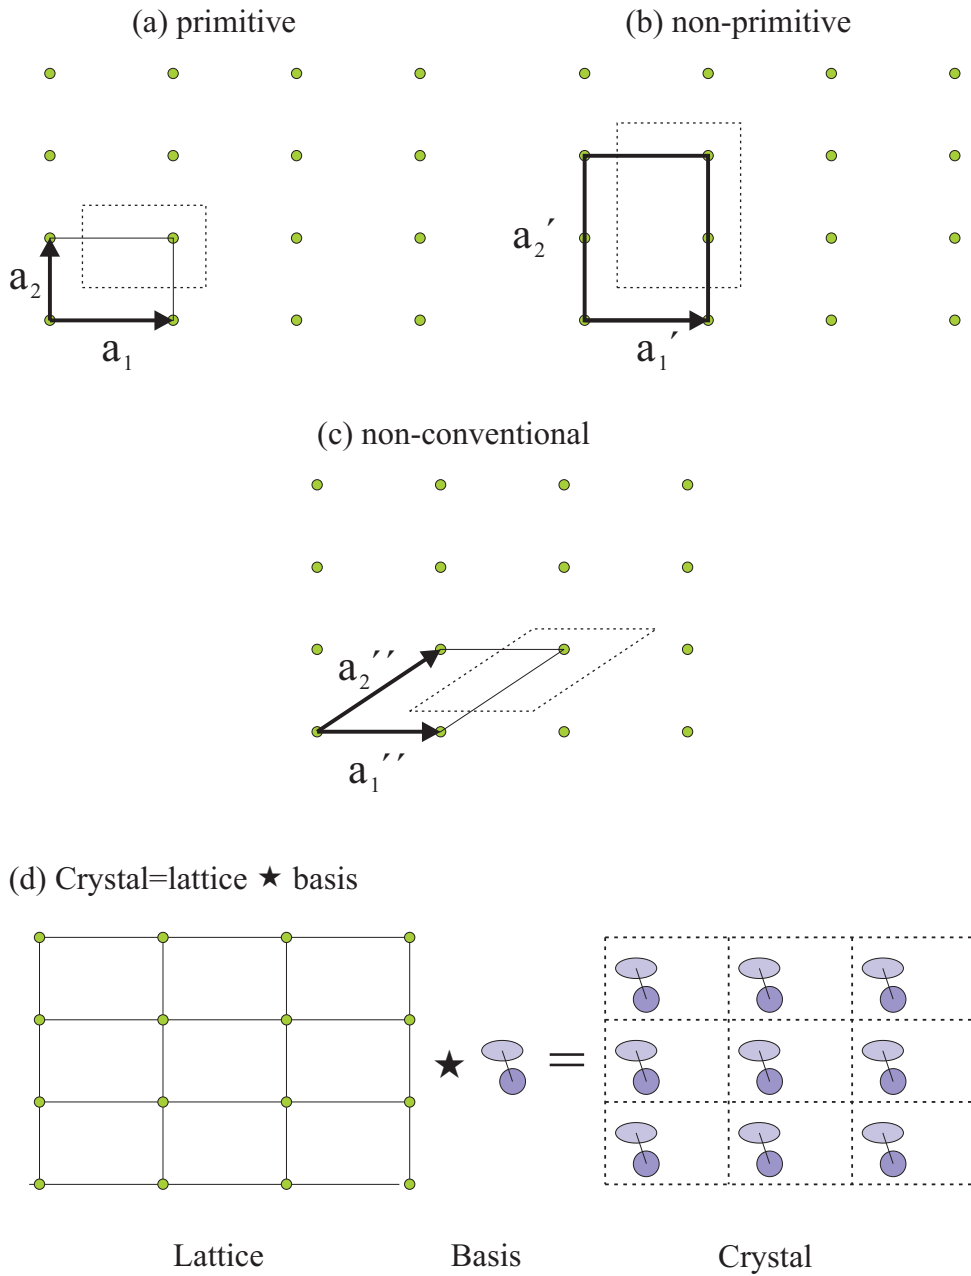 (a) primitive
(b) non-primitive
a₂
a₁
a₂′
a₁′
(c) non-conventional
a₂′′
a₁′′
(d) Crystal=lattice ★ basis
★ =
Lattice
Basis
Crystal